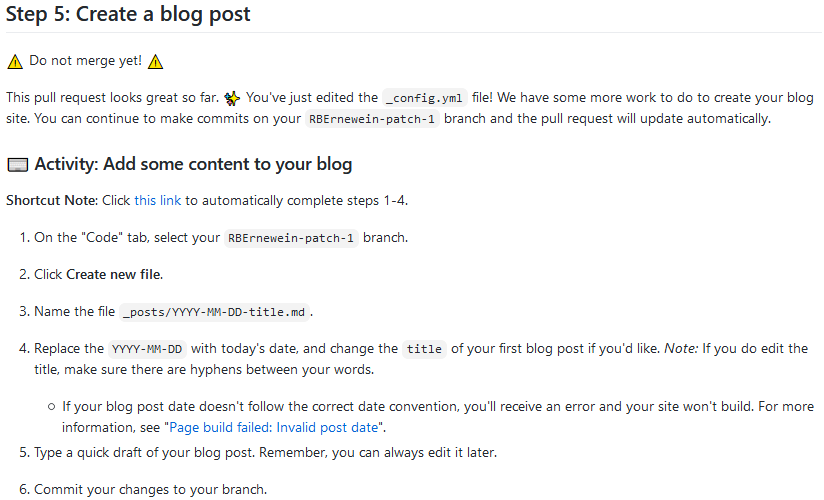 Step 5: Create a blog post
⚠️ Do not merge yet! ⚠️
This pull request looks great so far. ✨ You've just edited the _config.yml file! We have some more work to do to create your blog
site. You can continue to make commits on your RBErnewein-patch-1 branch and the pull request will update automatically.
⌨️ Activity: Add some content to your blog
Shortcut Note: Click this link to automatically complete steps 1-4.
1. On the "Code" tab, select your RBErnewein-patch-1 branch.
2. Click Create new file.
3. Name the file _posts/YYYY-MM-DD-title.md .
4. Replace the YYYY-MM-DD with today's date, and change the title of your first blog post if you'd like. Note: If you do edit the
title, make sure there are hyphens between your words.
○ If your blog post date doesn't follow the correct date convention, you'll receive an error and your site won't build. For more
information, see "Page build failed: Invalid post date".
5. Type a quick draft of your blog post. Remember, you can always edit it later.
6. Commit your changes to your branch.